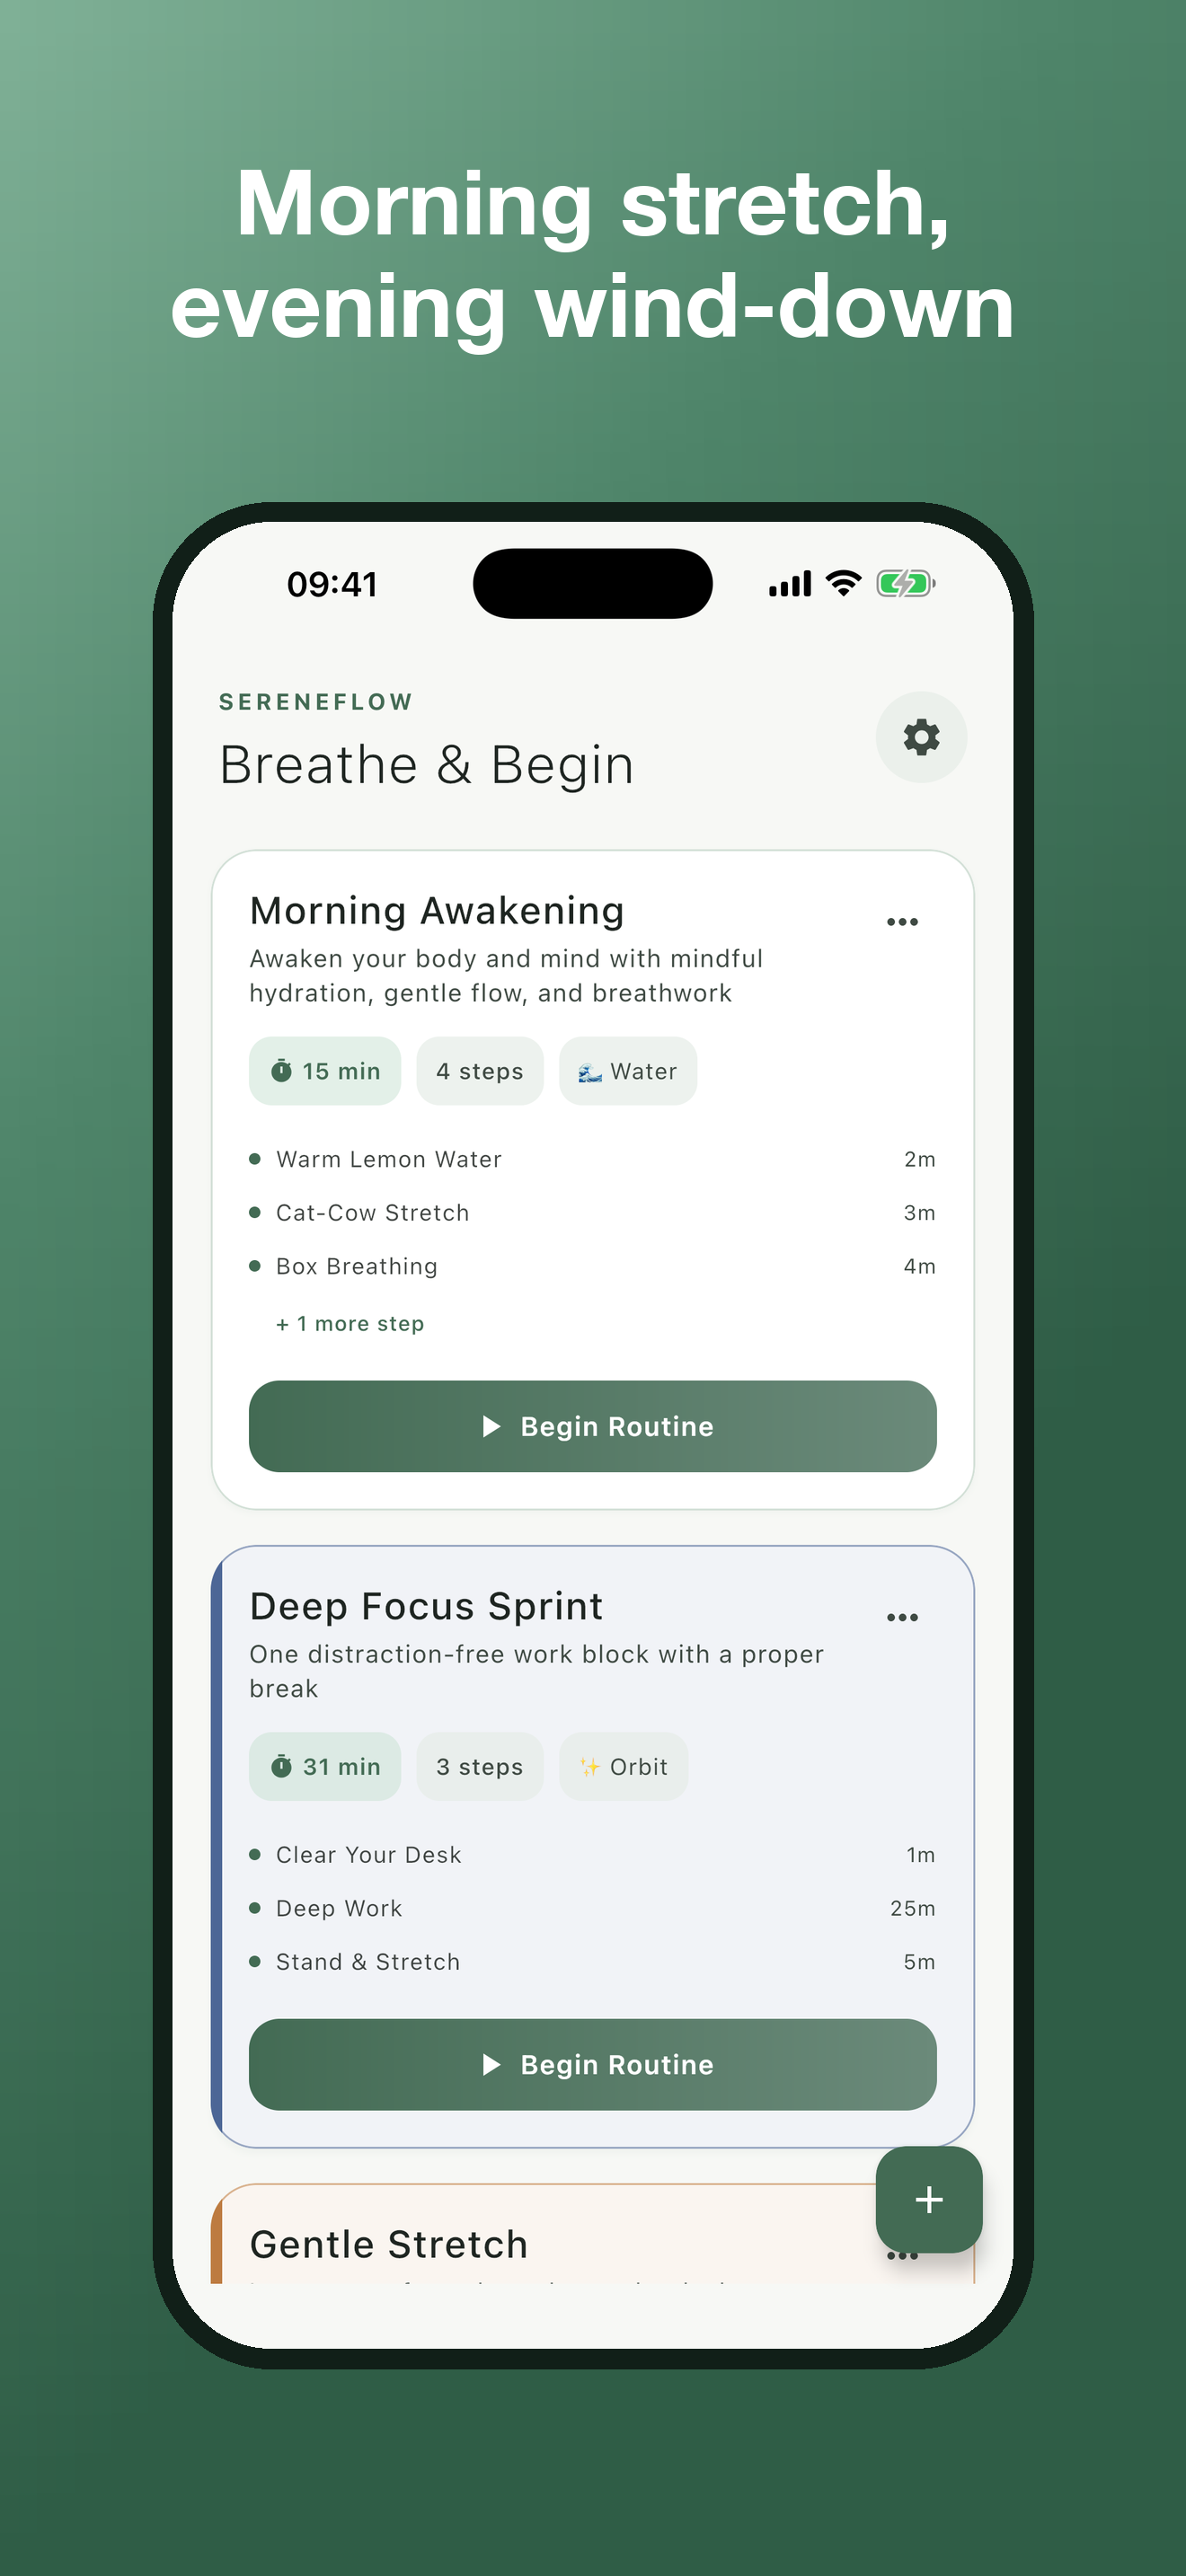 Morning stretch,
evening wind-down
09:41
SERENEFLOW
Breathe & Begin
Morning Awakening
Awaken your body and mind with mindful
hydration, gentle flow, and breathwork
15 min 4 steps Water
Warm Lemon Water 2m
Cat-Cow Stretch 3m
Box Breathing 4m
+ 1 more step
Begin Routine
Deep Focus Sprint
One distraction-free work block with a proper
break
31 min 3 steps Orbit
Clear Your Desk 1m
Deep Work 25m
Stand & Stretch 5m
Begin Routine
+
Gentle Stretch